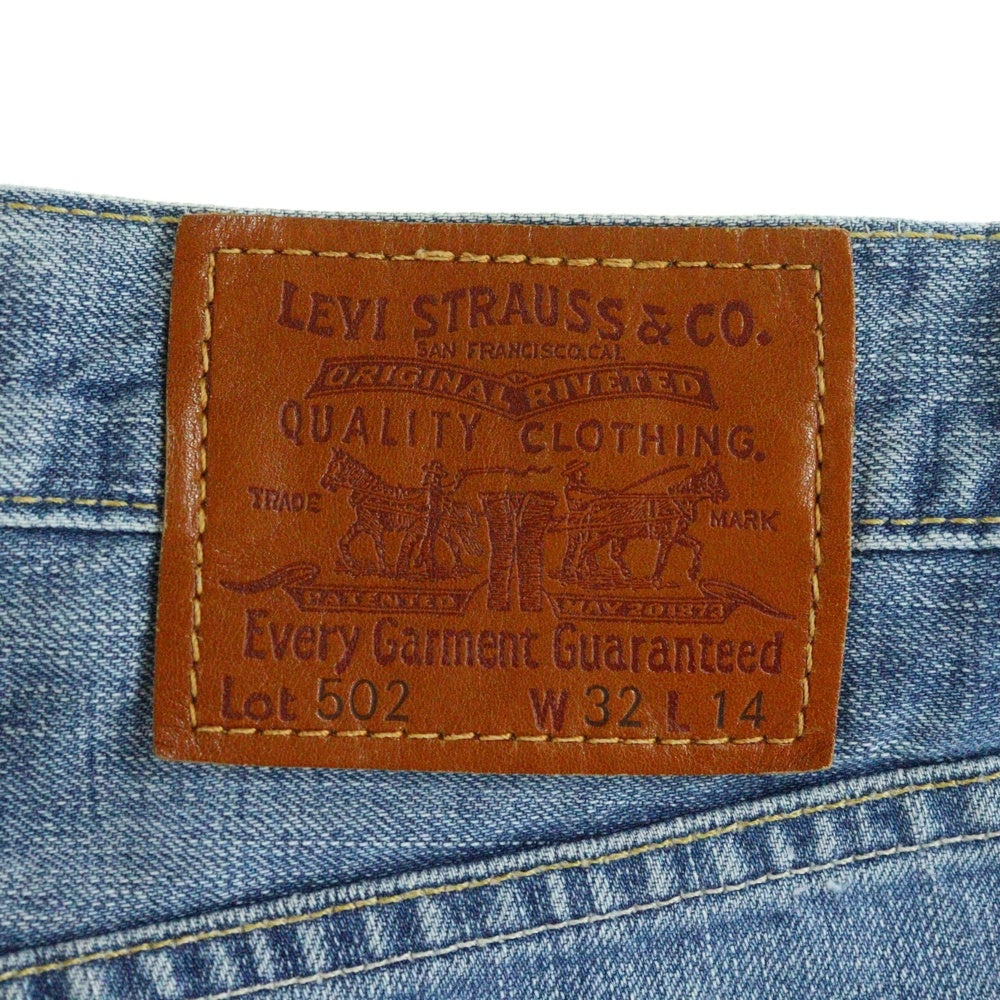 LEVI STRAUSS & CO.
SAN FRANCISCO, CAL
ORIGINAL RIVETED
QUALITY CLOTHING.
TRADE MARK
PATENTED MAY 20 1873
Every Garment Guaranteed
Lot 502 W 32 L 14